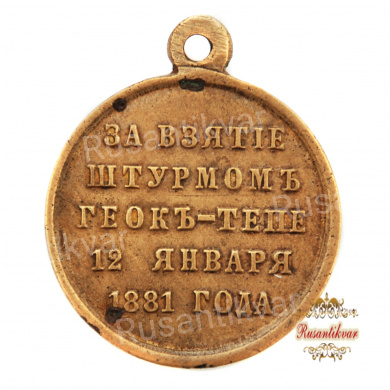 ЗА ВЗЯТІЕ
ШТУРМОМЪ
ГЕОКЪ-ТЕПЕ
12 ЯНВАРЯ
1881 ГОДА
Rusantikvar